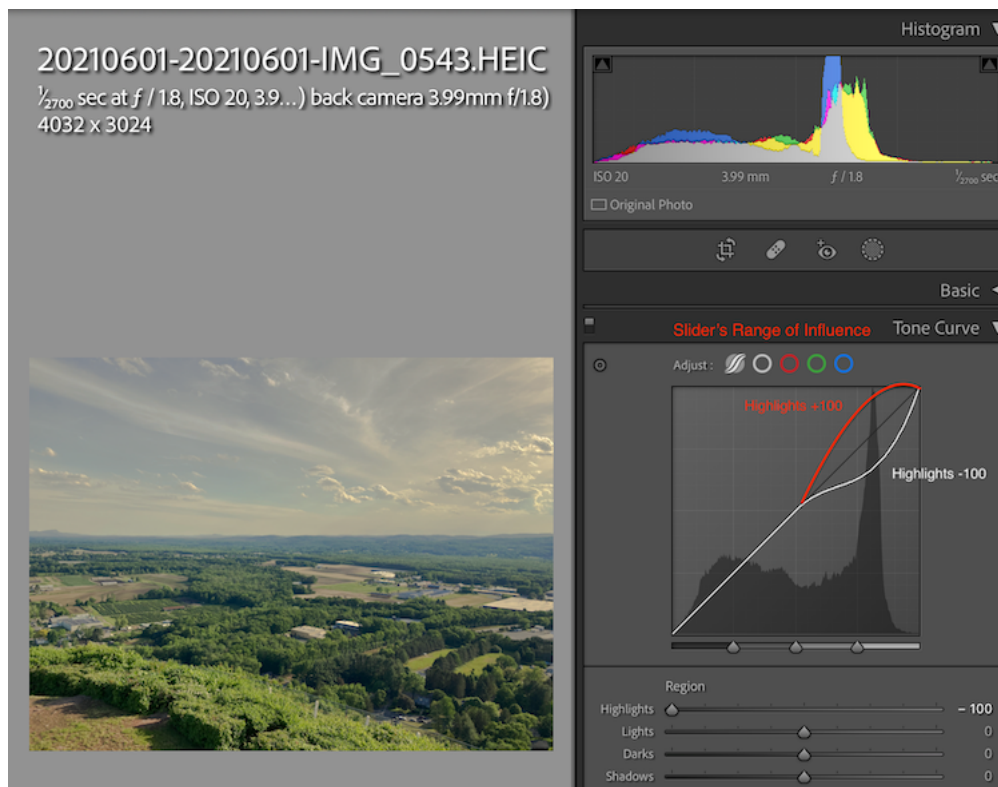 20210601-20210601-IMG_0543.HEIC
1/2700 sec at ƒ / 1.8, ISO 20, 3.9...) back camera 3.99mm f/1.8)
4032 x 3024
Histogram
ISO 20 3.99 mm ƒ / 1.8 1/2700 sec
Original Photo
Basic
Slider's Range of Influence Tone Curve
Adjust :
Highlights +100
Highlights -100
Region
Highlights - 100
Lights 0
Darks 0
Shadows 0